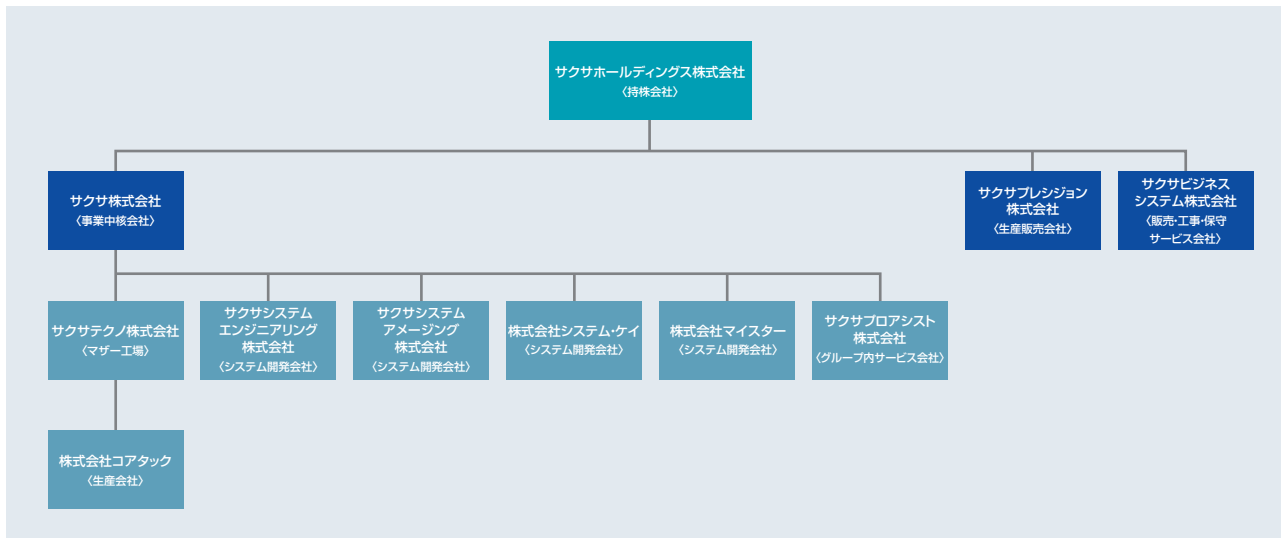 サクサホールディングス株式会社
〈持株会社〉
サクサ株式会社
〈事業中核会社〉
サクサプレシジョン
株式会社
〈生産販売会社〉
サクサビジネス
システム株式会社
〈販売・工事・保守
サービス会社〉
サクサテクノ株式会社
〈マザー工場〉
サクサシステム
エンジニアリング
株式会社
〈システム開発会社〉
サクサシステム
アメージング
株式会社
〈システム開発会社〉
株式会社システム・ケイ
〈システム開発会社〉
株式会社マイスター
〈システム開発会社〉
サクサプロアシスト
株式会社
〈グループ内サービス会社〉
株式会社コアタック
〈生産会社〉